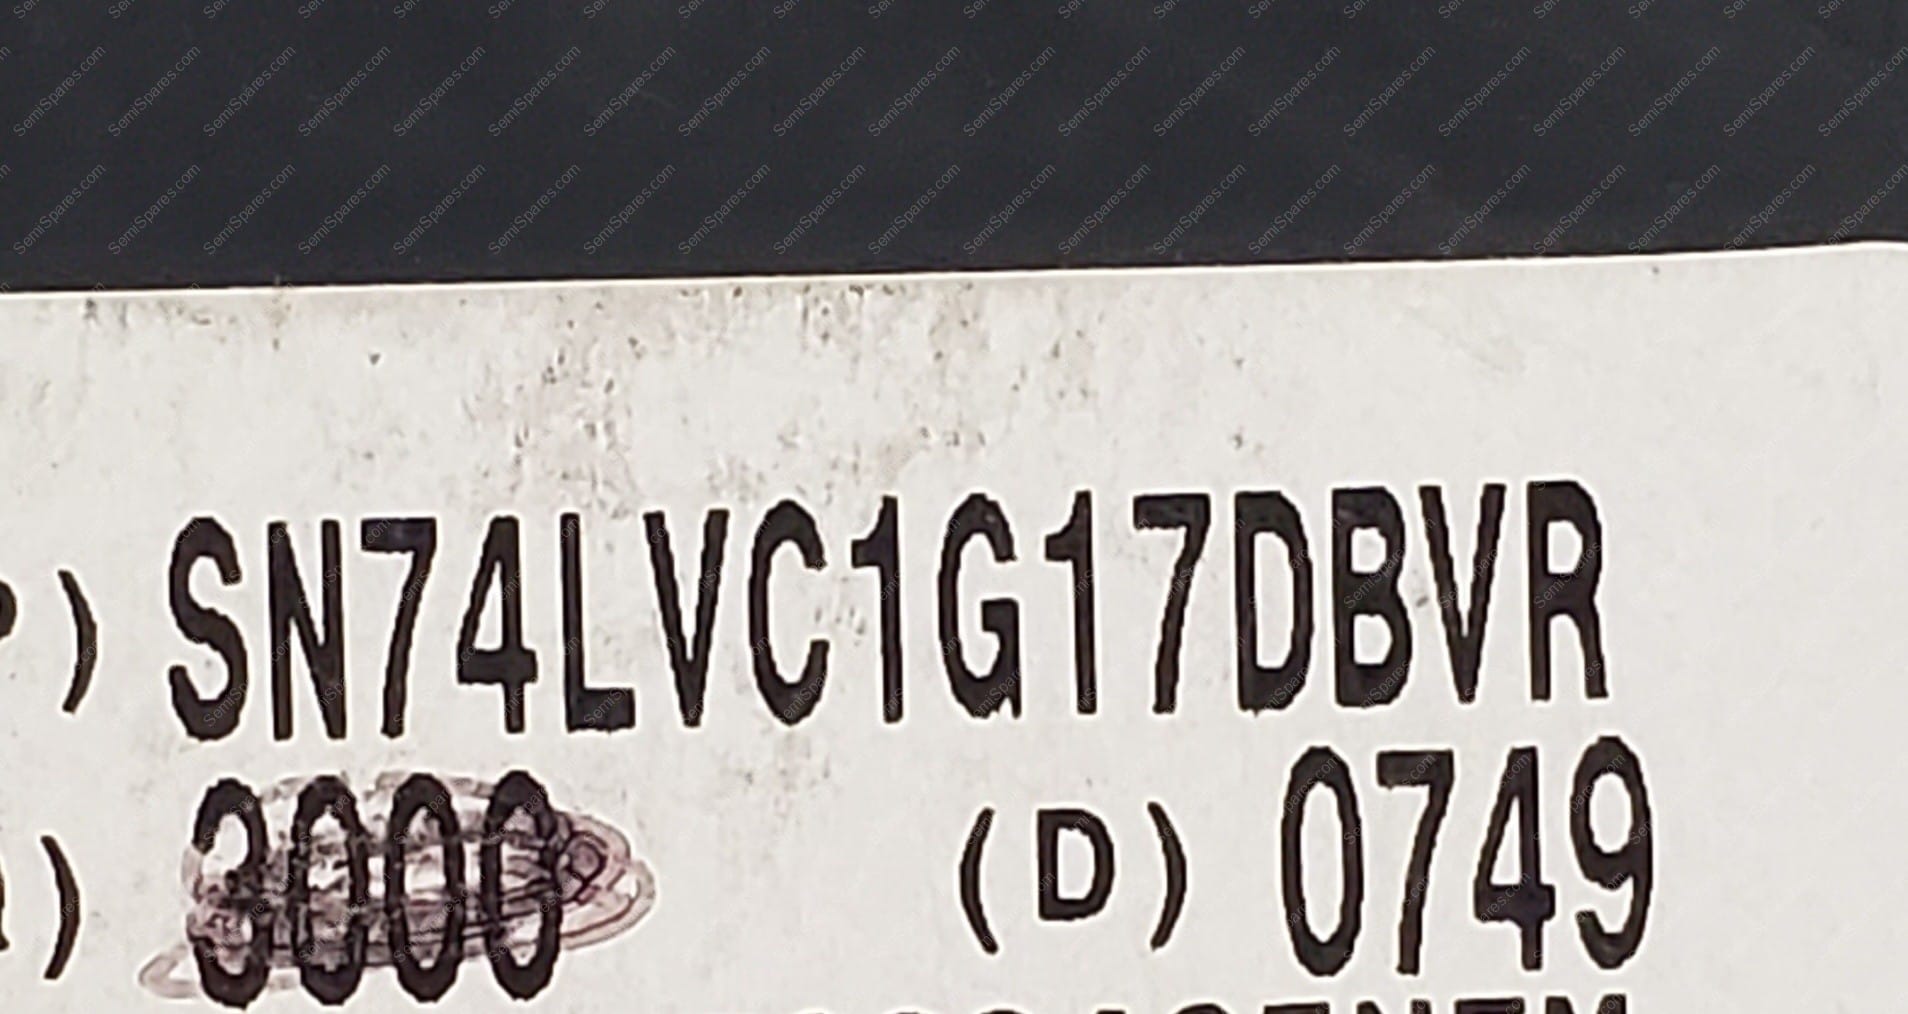 ) SN74LVC1G17DBVR
) 3000 (D) 0749
SemiSpares.com